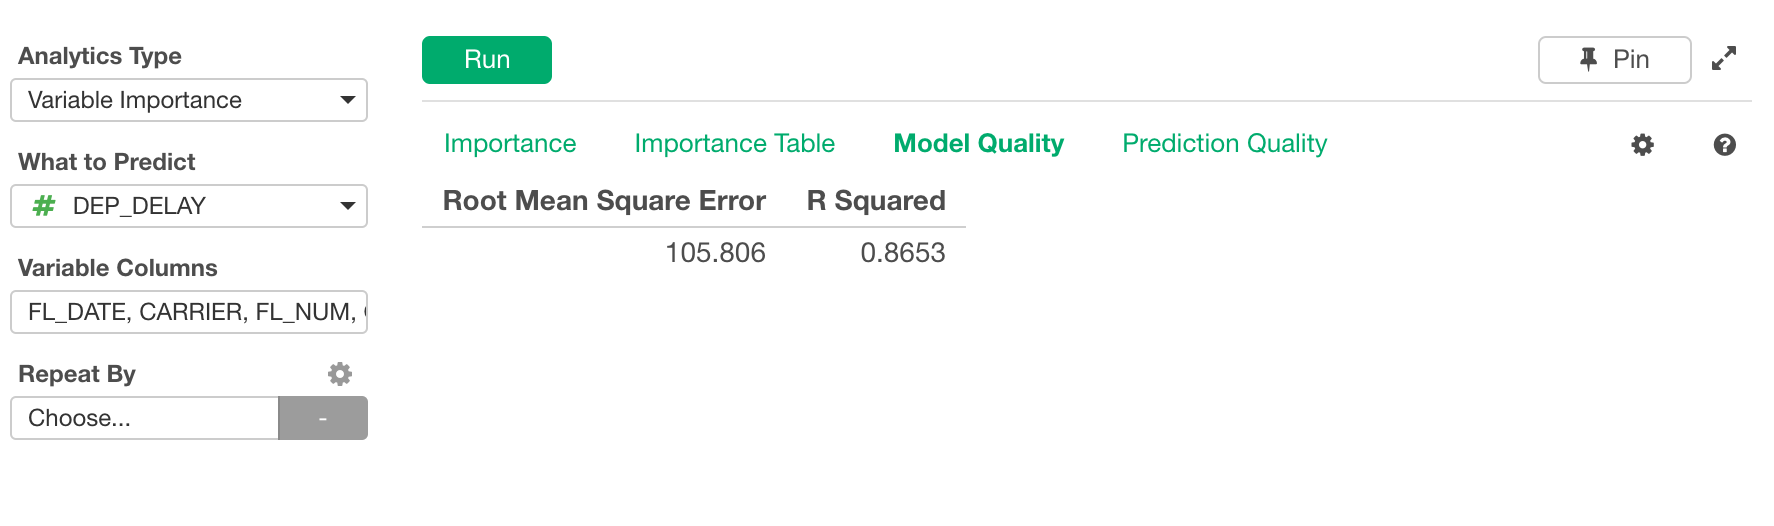 Analytics Type
Variable Importance
What to Predict
# DEP_DELAY
Variable Columns
FL_DATE, CARRIER, FL_NUM,
Repeat By
Choose...
-
Run
Pin
Importance
Importance Table
Model Quality
Prediction Quality
?
Root Mean Square Error R Squared
105.806 0.8653